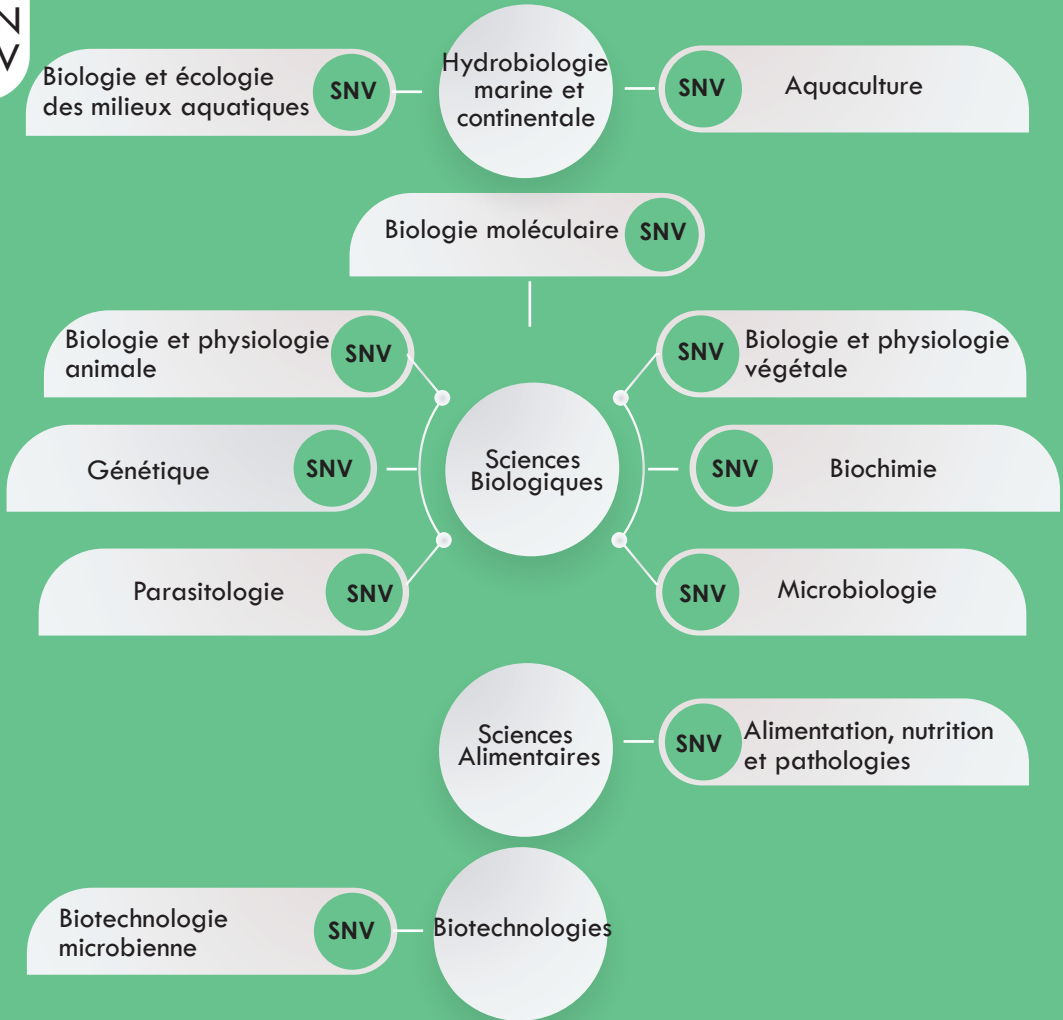 NV
Biologie et écologie
des milieux aquatiques
SNV
Hydrobiologie
marine et
continentale
SNV
Aquaculture
Biologie moléculaire
SNV
Biologie et physiologie
animale
SNV
SNV
Biologie et physiologie
végétale
Génétique
SNV
Sciences
Biologiques
SNV
Biochimie
Parasitologie
SNV
SNV
Microbiologie
Sciences
Alimentaires
SNV
Alimentation, nutrition
et pathologies
Biotechnologie
microbienne
SNV
Biotechnologies